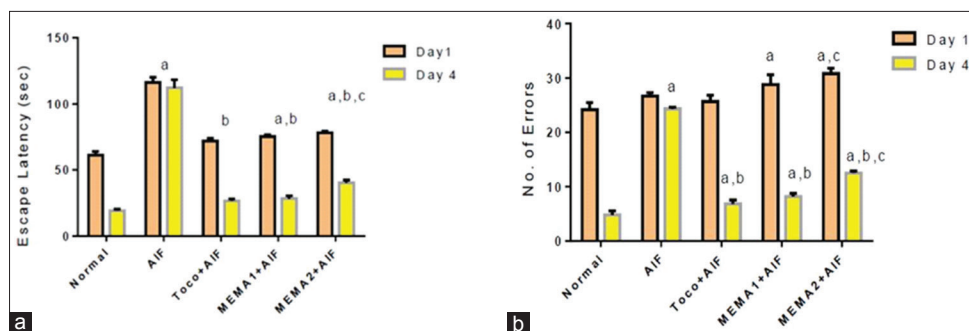 150
100
50
0
Escape Latency (sec)
a
b
a,b
a,b,c
Day1
Day 4
Normal
AIF
Toco+AIF
MEMA1+AIF
MEMA2+AIF
a
40
30
20
10
0
No. of Errors
a
a
a,c
a,b
a,b
a,b,c
Day 1
Day 4
Normal
AIF
Toco+AIF
MEMA1+AIF
MEMA2+AIF
b